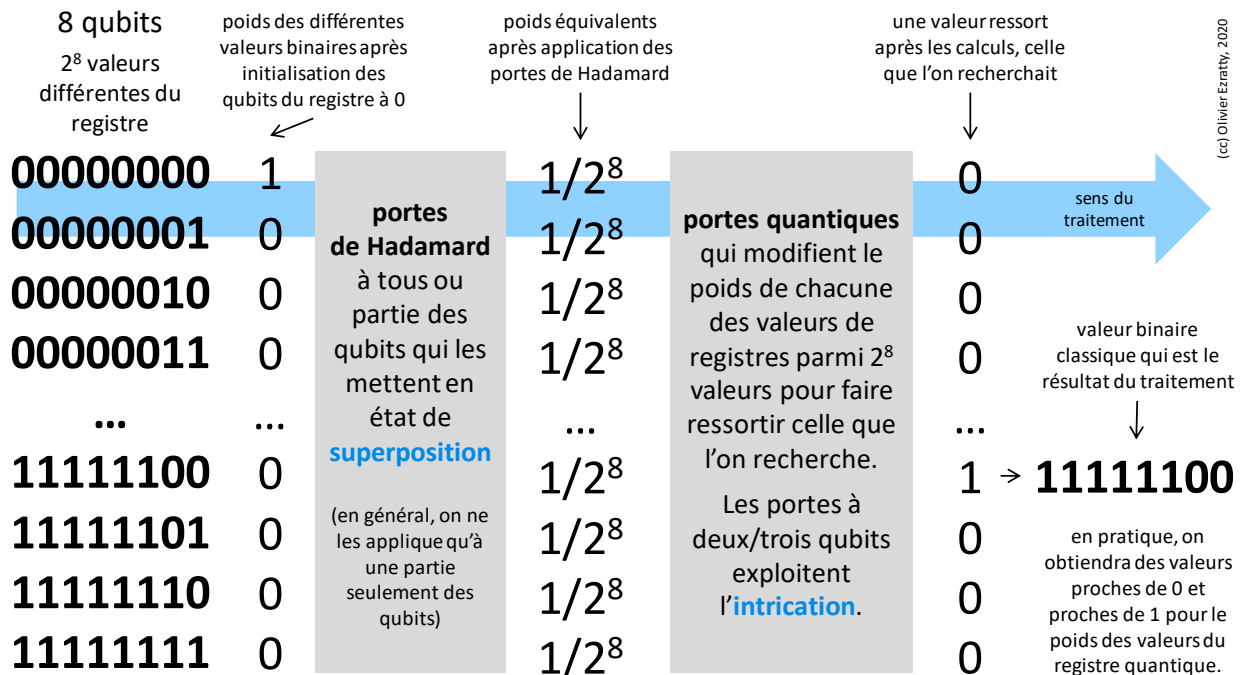 8 qubits
2⁸ valeurs
différentes du
registre
poids des différentes
valeurs binaires après
initialisation des
qubits du registre à 0
poids équivalents
après application des
portes de Hadamard
une valeur ressort
après les calculs, celle
que l'on recherchait
(cc) Olivier Ezratty, 2020
00000000 1 1/2⁸ 0
00000001 0 1/2⁸ 0
00000010 0 1/2⁸ 0
00000011 0 1/2⁸ 0
... ... ... ...
11111100 0 1/2⁸ 1 → 11111100
11111101 0 1/2⁸ 0
11111110 0 1/2⁸ 0
11111111 0 1/2⁸ 0
portes
de Hadamard
à tous ou
partie des
qubits qui les
mettent en
état de
superposition
(en général, on ne
les applique qu'à
une partie
seulement des
qubits)
portes quantiques
qui modifient le
poids de chacune
des valeurs de
registres parmi 2⁸
valeurs pour faire
ressortir celle que
l'on recherche.
Les portes à
deux/trois qubits
exploitent
l'intrication.
sens du
traitement
valeur binaire
classique qui est le
résultat du traitement
en pratique, on
obtiendra des valeurs
proches de 0 et
proches de 1 pour le
poids des valeurs du
registre quantique.